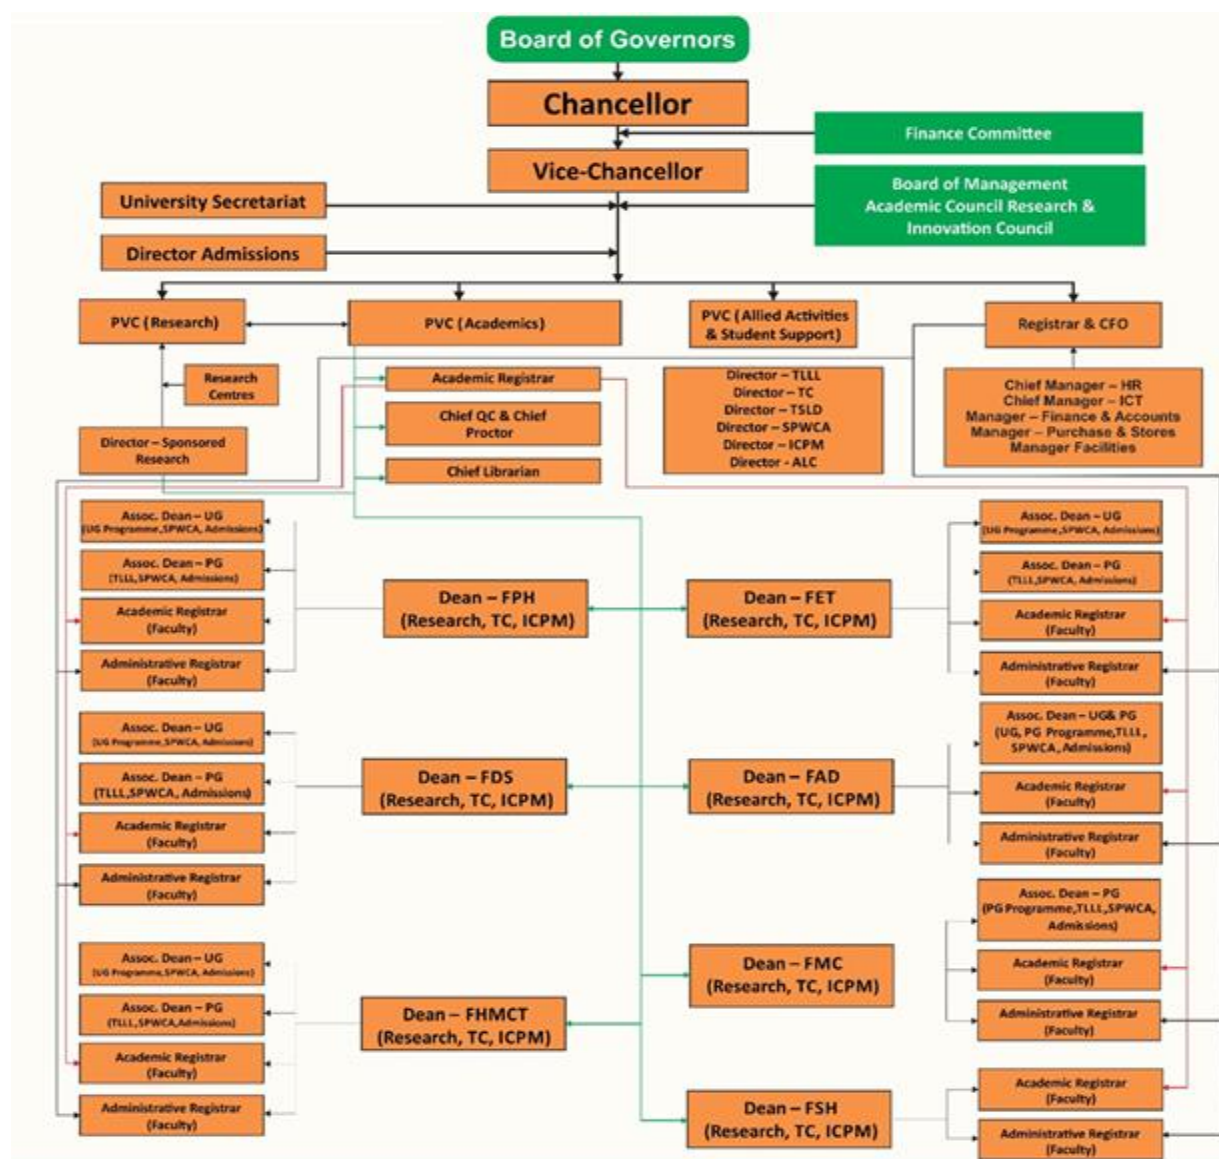 Board of Governors
Chancellor
Finance Committee
Vice-Chancellor
Board of Management
Academic Council Research &
Innovation Council
University Secretariat
Director Admissions
PVC (Research)
PVC (Academics)
PVC (Allied Activities
& Student Support)
Registrar & CFO
Research
Centres
Academic Registrar
Chief QC & Chief
Proctor
Chief Librarian
Director – Sponsored
Research
Director – TLLL
Director – TC
Director – TSLD
Director – SPWCA
Director – ICPM
Director - ALC
Chief Manager – HR
Chief Manager – ICT
Manager – Finance & Accounts
Manager – Purchase & Stores
Manager Facilities
Assoc. Dean – UG
(UG Programme,SPWCA, Admissions)
Assoc. Dean – PG
(TLLL,SPWCA, Admissions)
Academic Registrar
(Faculty)
Administrative Registrar
(Faculty)
Dean – FPH
(Research, TC, ICPM)
Dean – FET
(Research, TC, ICPM)
Assoc. Dean – UG
(UG Programme,SPWCA, Admissions)
Assoc. Dean – PG
(TLLL,SPWCA, Admissions)
Academic Registrar
(Faculty)
Administrative Registrar
(Faculty)
Assoc. Dean – UG
(UG Programme,SPWCA, Admissions)
Assoc. Dean – PG
(TLLL,SPWCA, Admissions)
Academic Registrar
(Faculty)
Administrative Registrar
(Faculty)
Dean – FDS
(Research, TC, ICPM)
Dean – FAD
(Research, TC, ICPM)
Assoc. Dean – UG& PG
(UG, PG Programme,TLLL,
SPWCA, Admissions)
Academic Registrar
(Faculty)
Administrative Registrar
(Faculty)
Assoc. Dean – UG
(UG Programme,SPWCA, Admissions)
Assoc. Dean – PG
(TLLL,SPWCA,Admissions)
Academic Registrar
(Faculty)
Administrative Registrar
(Faculty)
Dean – FHMCT
(Research, TC, ICPM)
Dean – FMC
(Research, TC, ICPM)
Assoc. Dean – PG
(PG Programme,TLLL,SPWCA,
Admissions)
Academic Registrar
(Faculty)
Administrative Registrar
(Faculty)
Dean – FSH
(Research, TC, ICPM)
Academic Registrar
(Faculty)
Administrative Registrar
(Faculty)